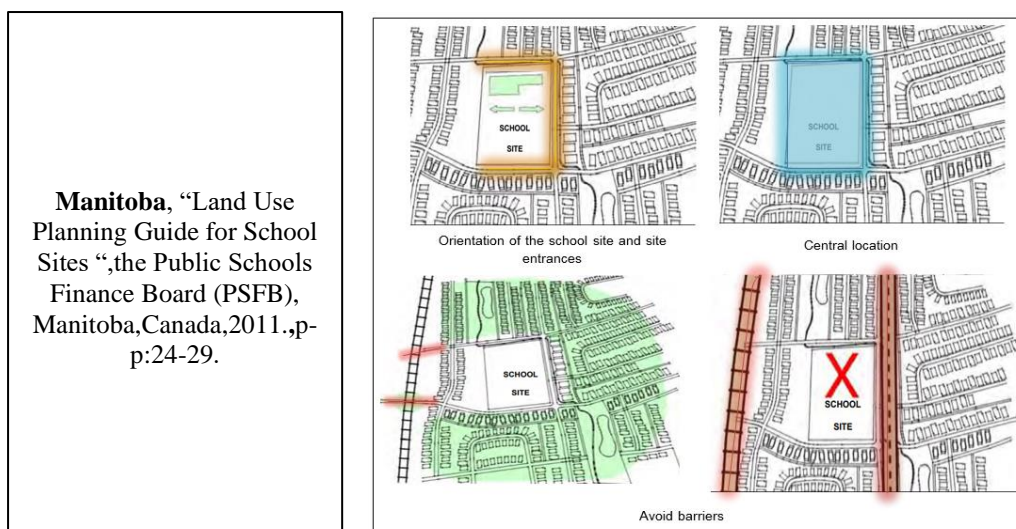 Manitoba, “Land Use
Planning Guide for School
Sites “,the Public Schools
Finance Board (PSFB),
Manitoba,Canada,2011.,p-
p:24-29.
SCHOOL
SITE
Orientation of the school site and site
entrances
SCHOOL
SITE
Central location
SCHOOL
SITE
X
SCHOOL
SITE
Avoid barriers